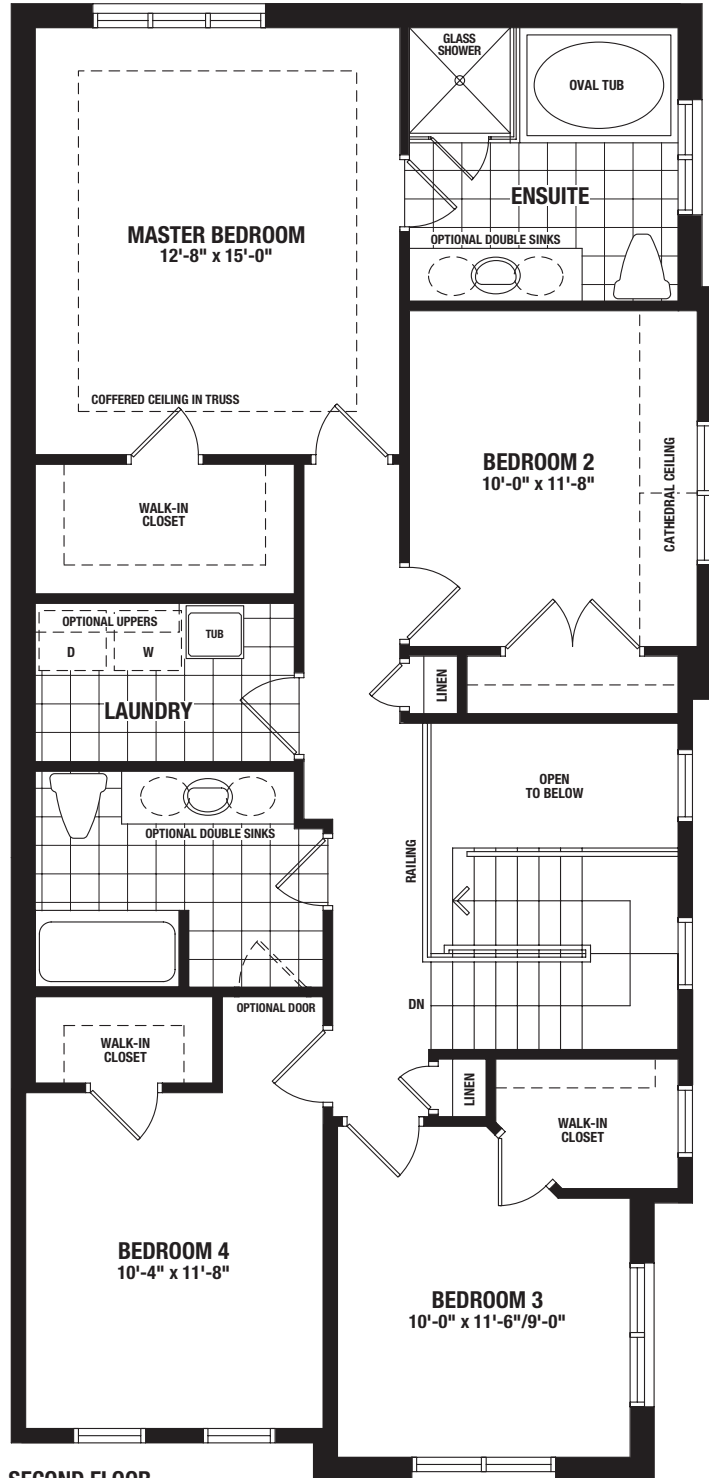 GLASS
SHOWER
OVAL TUB
ENSUITE
MASTER BEDROOM
12'-8" x 15'-0"
OPTIONAL DOUBLE SINKS
COFFERED CEILING IN TRUSS
BEDROOM 2
10'-0" x 11'-8"
CATHEDRAL CEILING
WALK-IN
CLOSET
OPTIONAL UPPERS
D
W
TUB
LINEN
LAUNDRY
OPEN
TO BELOW
OPTIONAL DOUBLE SINKS
RAILING
DN
OPTIONAL DOOR
WALK-IN
CLOSET
LINEN
WALK-IN
CLOSET
BEDROOM 4
10'-4" x 11'-8"
BEDROOM 3
10'-0" x 11'-6"/9'-0"
SECOND FLOOR